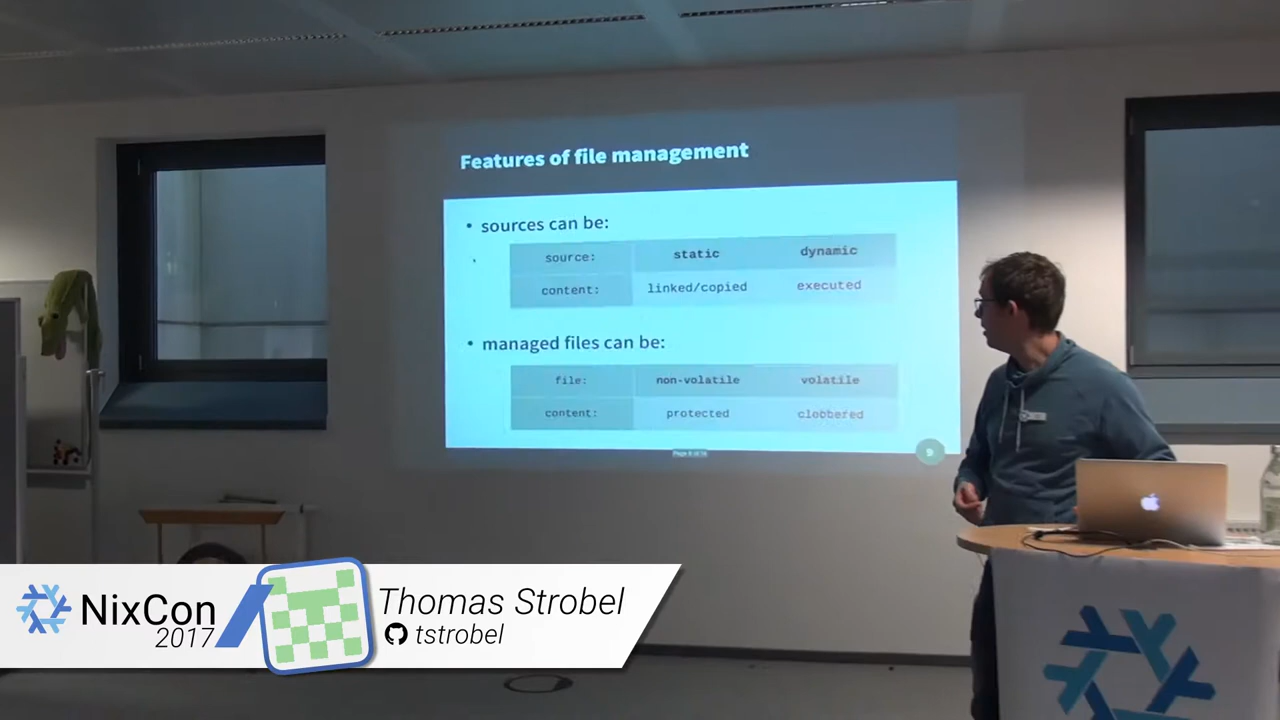 Features of file management
• sources can be:
source: static dynamic
content: linked/copied executed
• managed files can be:
file: non-volatile volatile
content: protected clobbered
9
NixCon
2017
Thomas Strobel
tstrobel